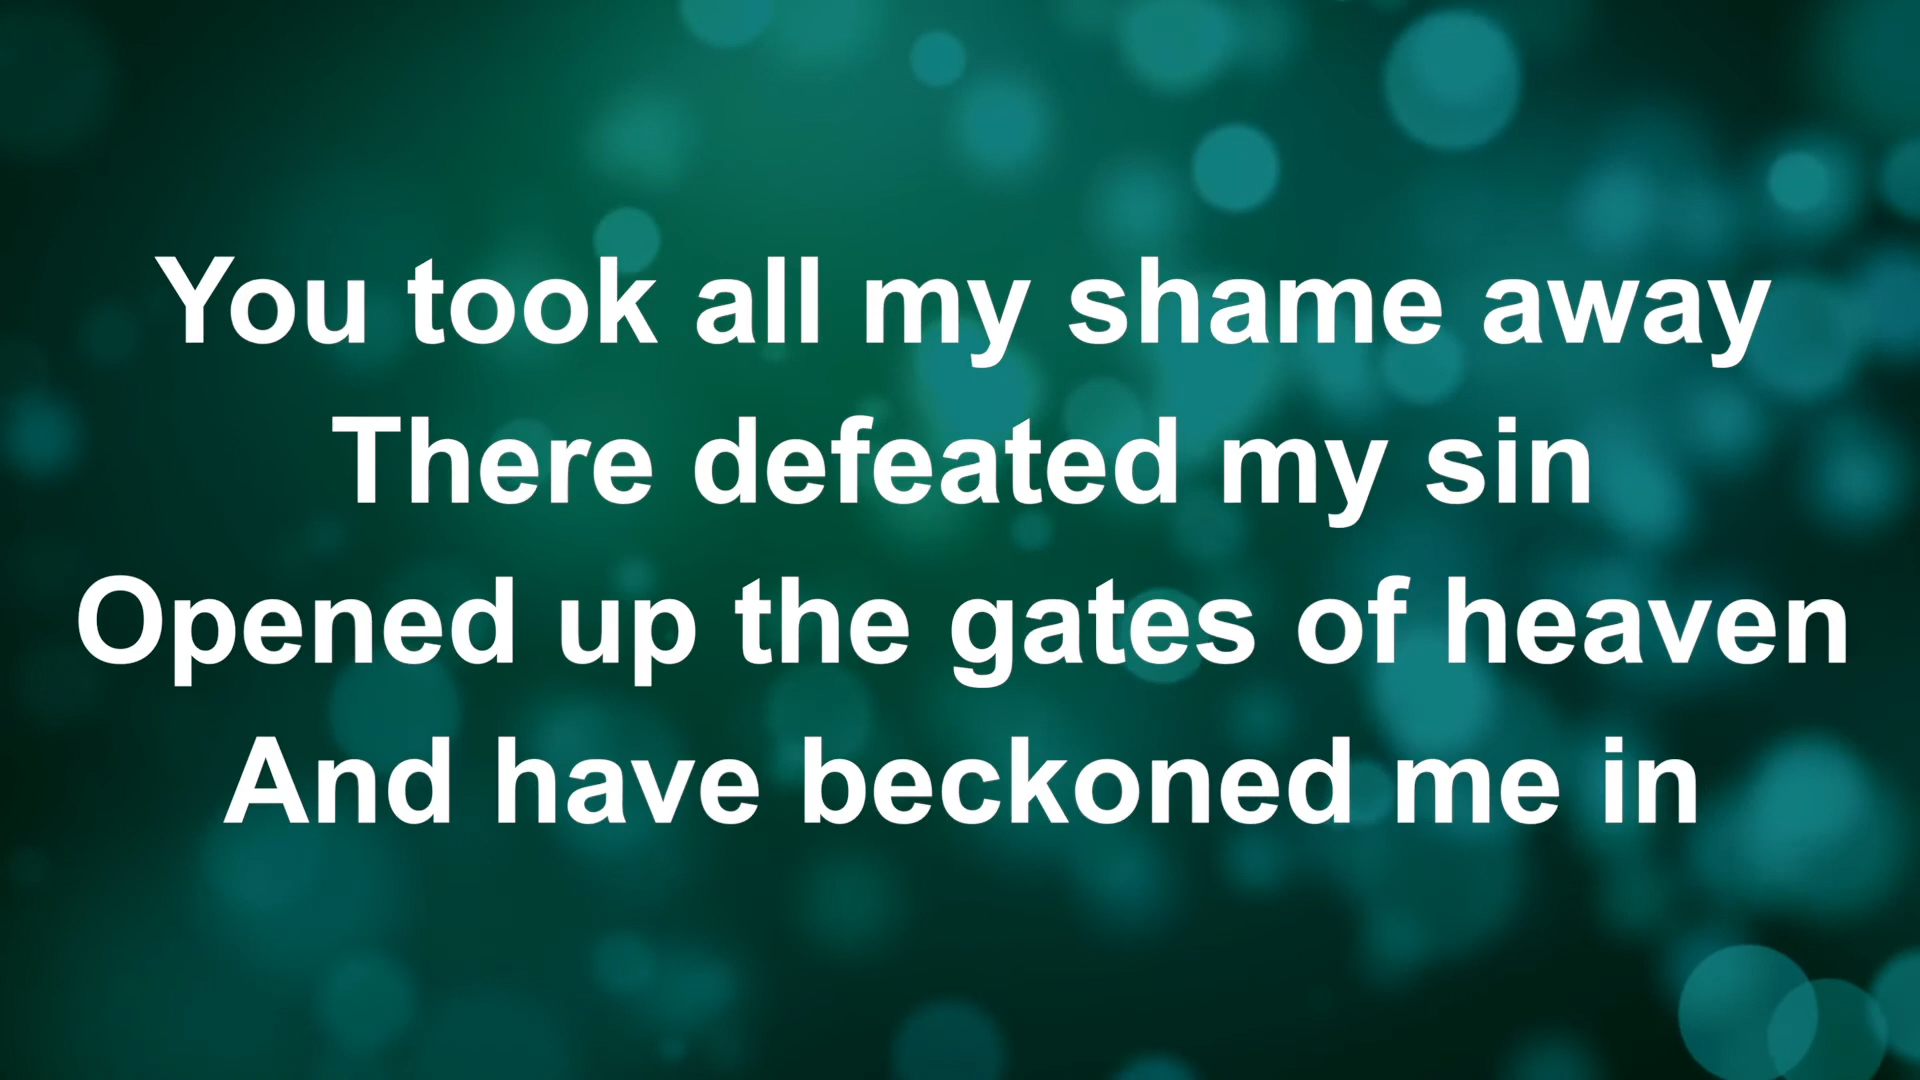 You took all my shame away
There defeated my sin
Opened up the gates of heaven
And have beckoned me in